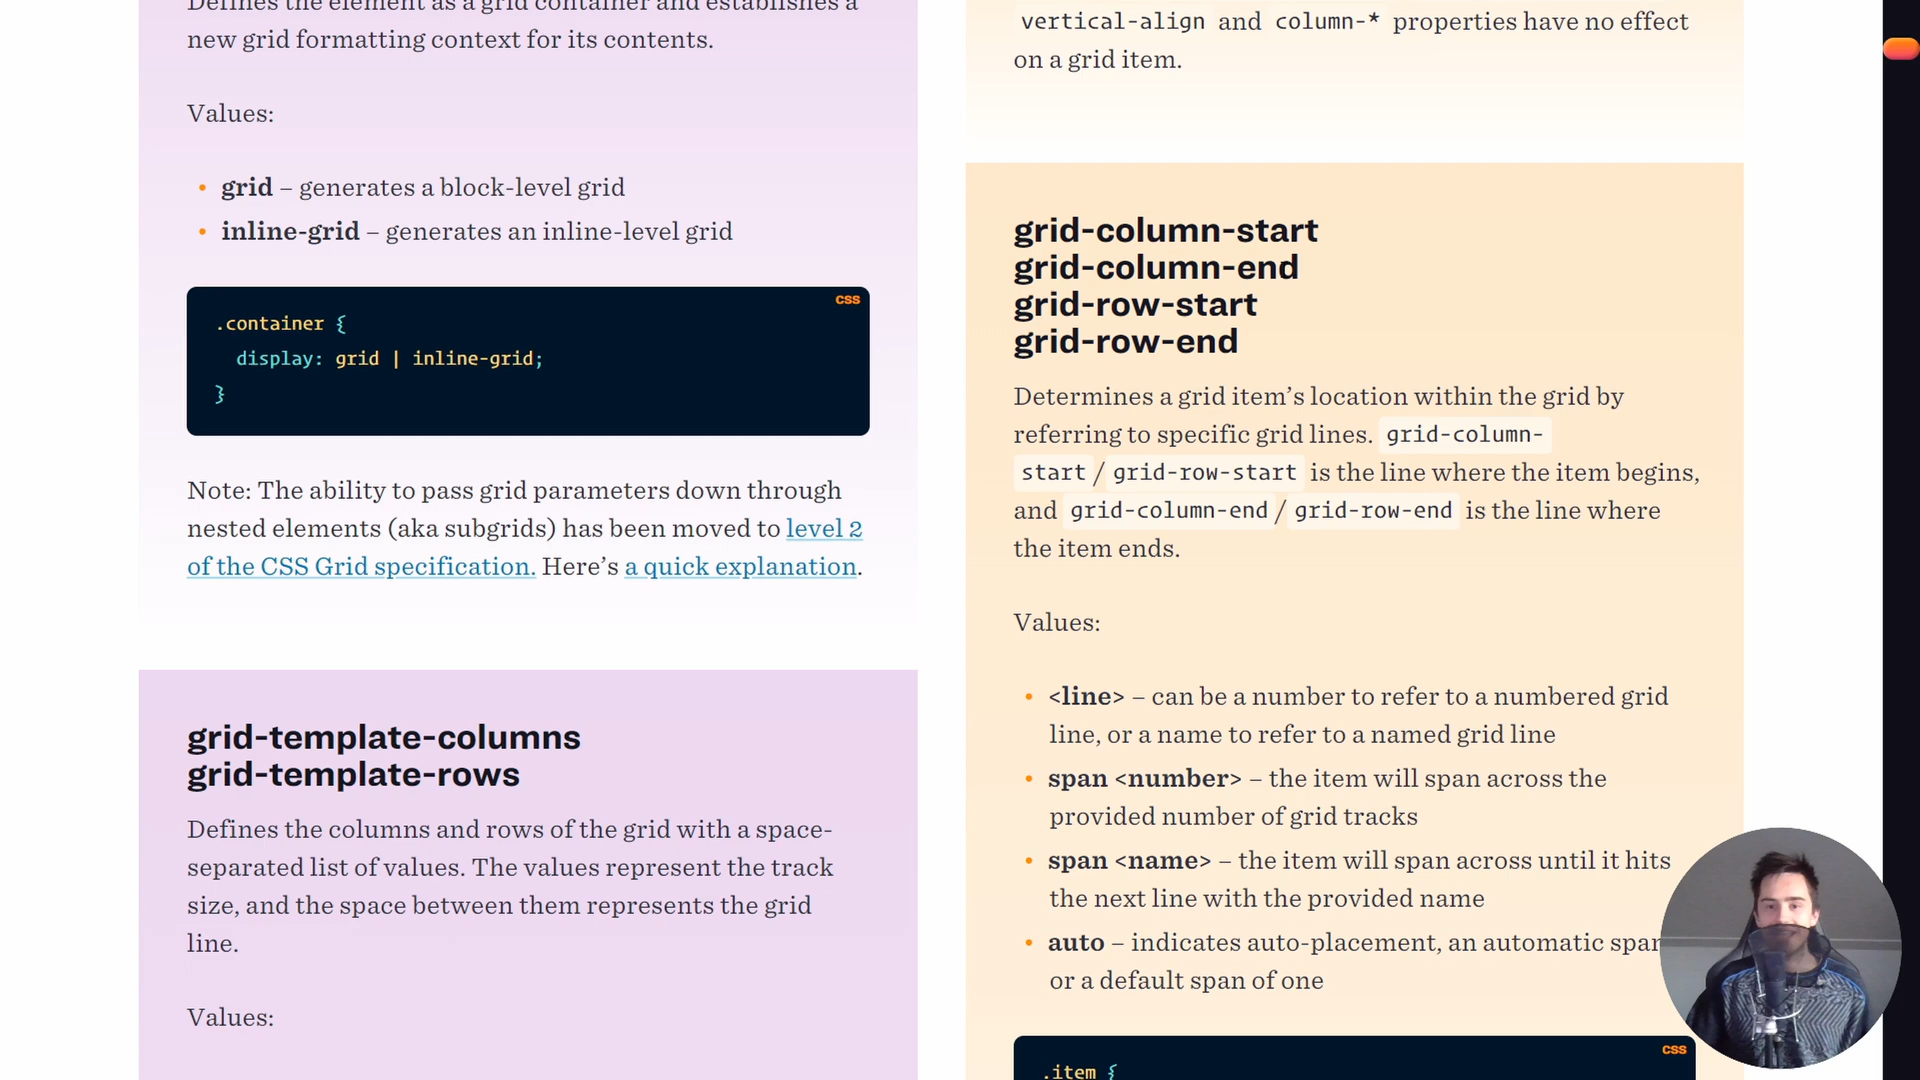 Defines the element as a grid container and establishes a
new grid formatting context for its contents.
Values:
• grid – generates a block-level grid
• inline-grid – generates an inline-level grid
CSS
.container {
  display: grid | inline-grid;
}
Note: The ability to pass grid parameters down through
nested elements (aka subgrids) has been moved to level 2
of the CSS Grid specification. Here’s a quick explanation.
grid-template-columns
grid-template-rows
Defines the columns and rows of the grid with a space-
separated list of values. The values represent the track
size, and the space between them represents the grid
line.
Values:
vertical-align and column-* properties have no effect
on a grid item.
grid-column-start
grid-column-end
grid-row-start
grid-row-end
Determines a grid item’s location within the grid by
referring to specific grid lines. grid-column-
start / grid-row-start is the line where the item begins,
and grid-column-end / grid-row-end is the line where
the item ends.
Values:
• <line> – can be a number to refer to a numbered grid
line, or a name to refer to a named grid line
• span <number> – the item will span across the
provided number of grid tracks
• span <name> – the item will span across until it hits
the next line with the provided name
• auto – indicates auto-placement, an automatic span,
or a default span of one
CSS
.item {